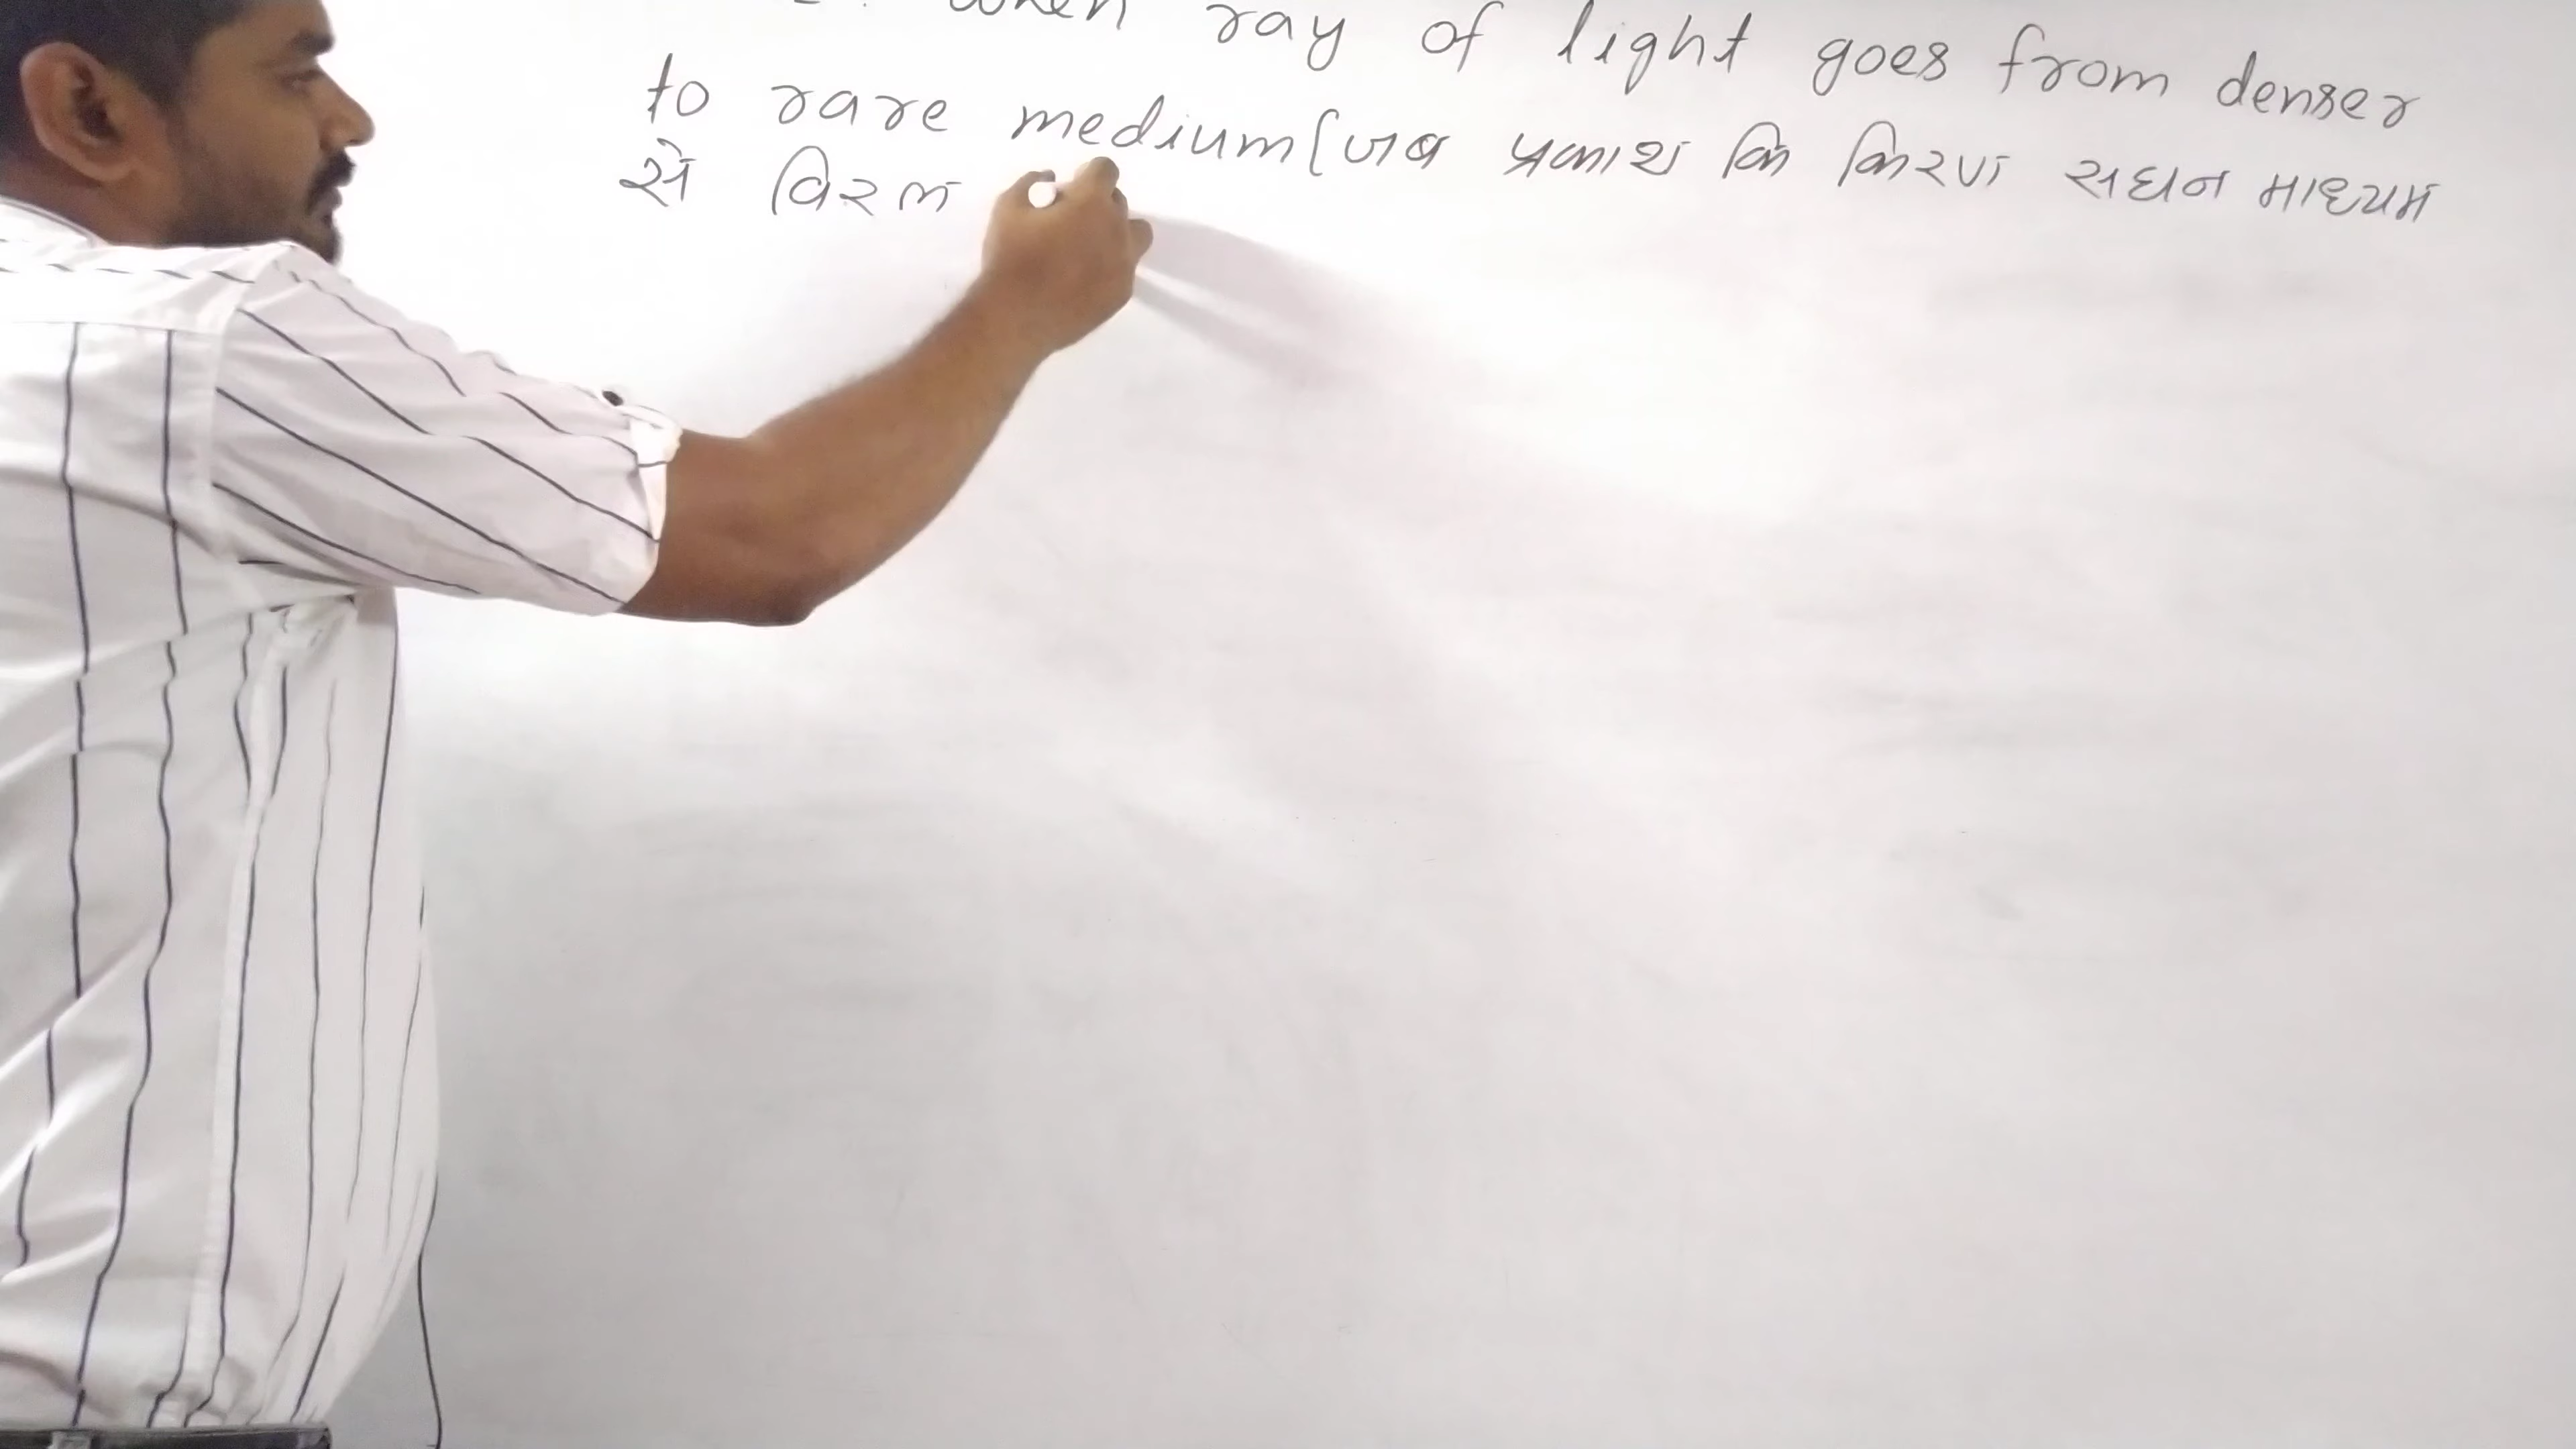 when ray of light goes from denser
to rare medium (जब प्रकाश कि किरण सघन माध्यम
से विरल